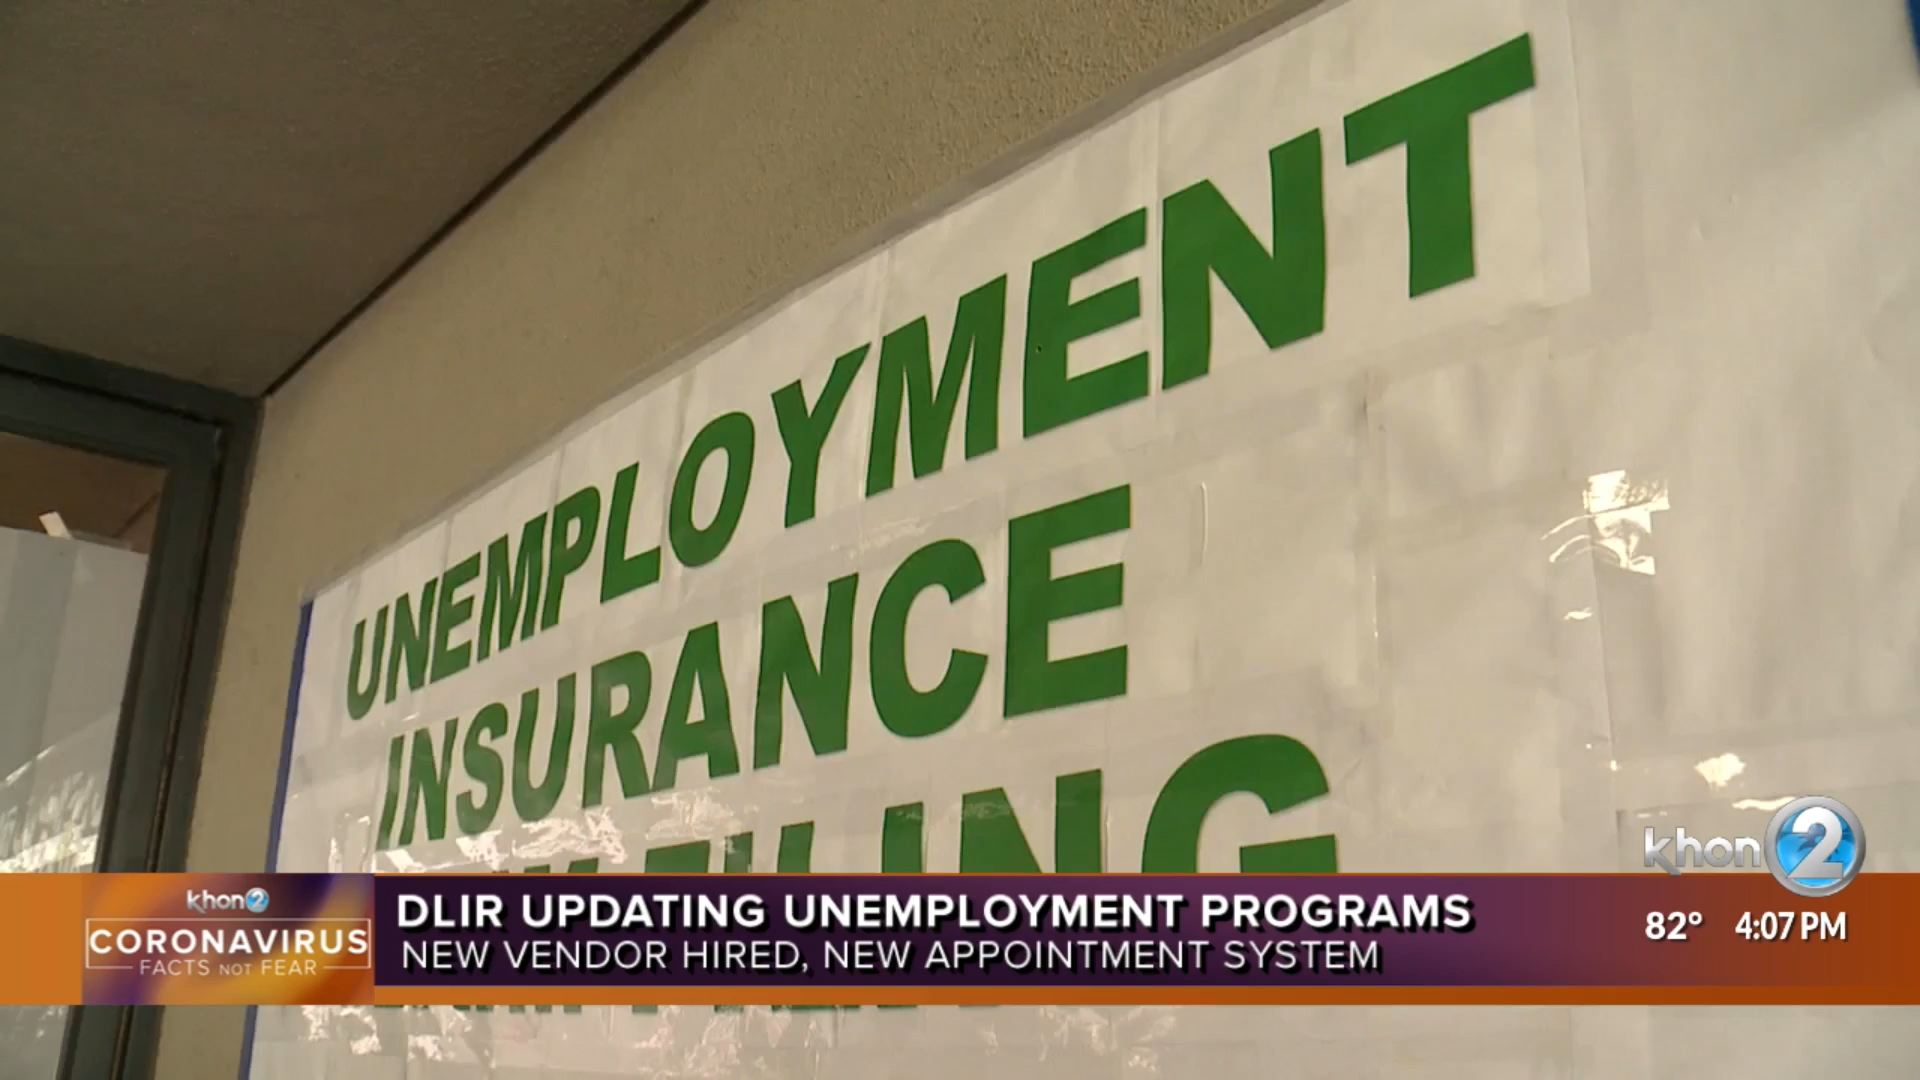 UNEMPLOYMENT
INSURANCE
khon2
82° 4:07 PM
khon2
CORONAVIRUS
FACTS NOT FEAR
DLIR UPDATING UNEMPLOYMENT PROGRAMS
NEW VENDOR HIRED, NEW APPOINTMENT SYSTEM